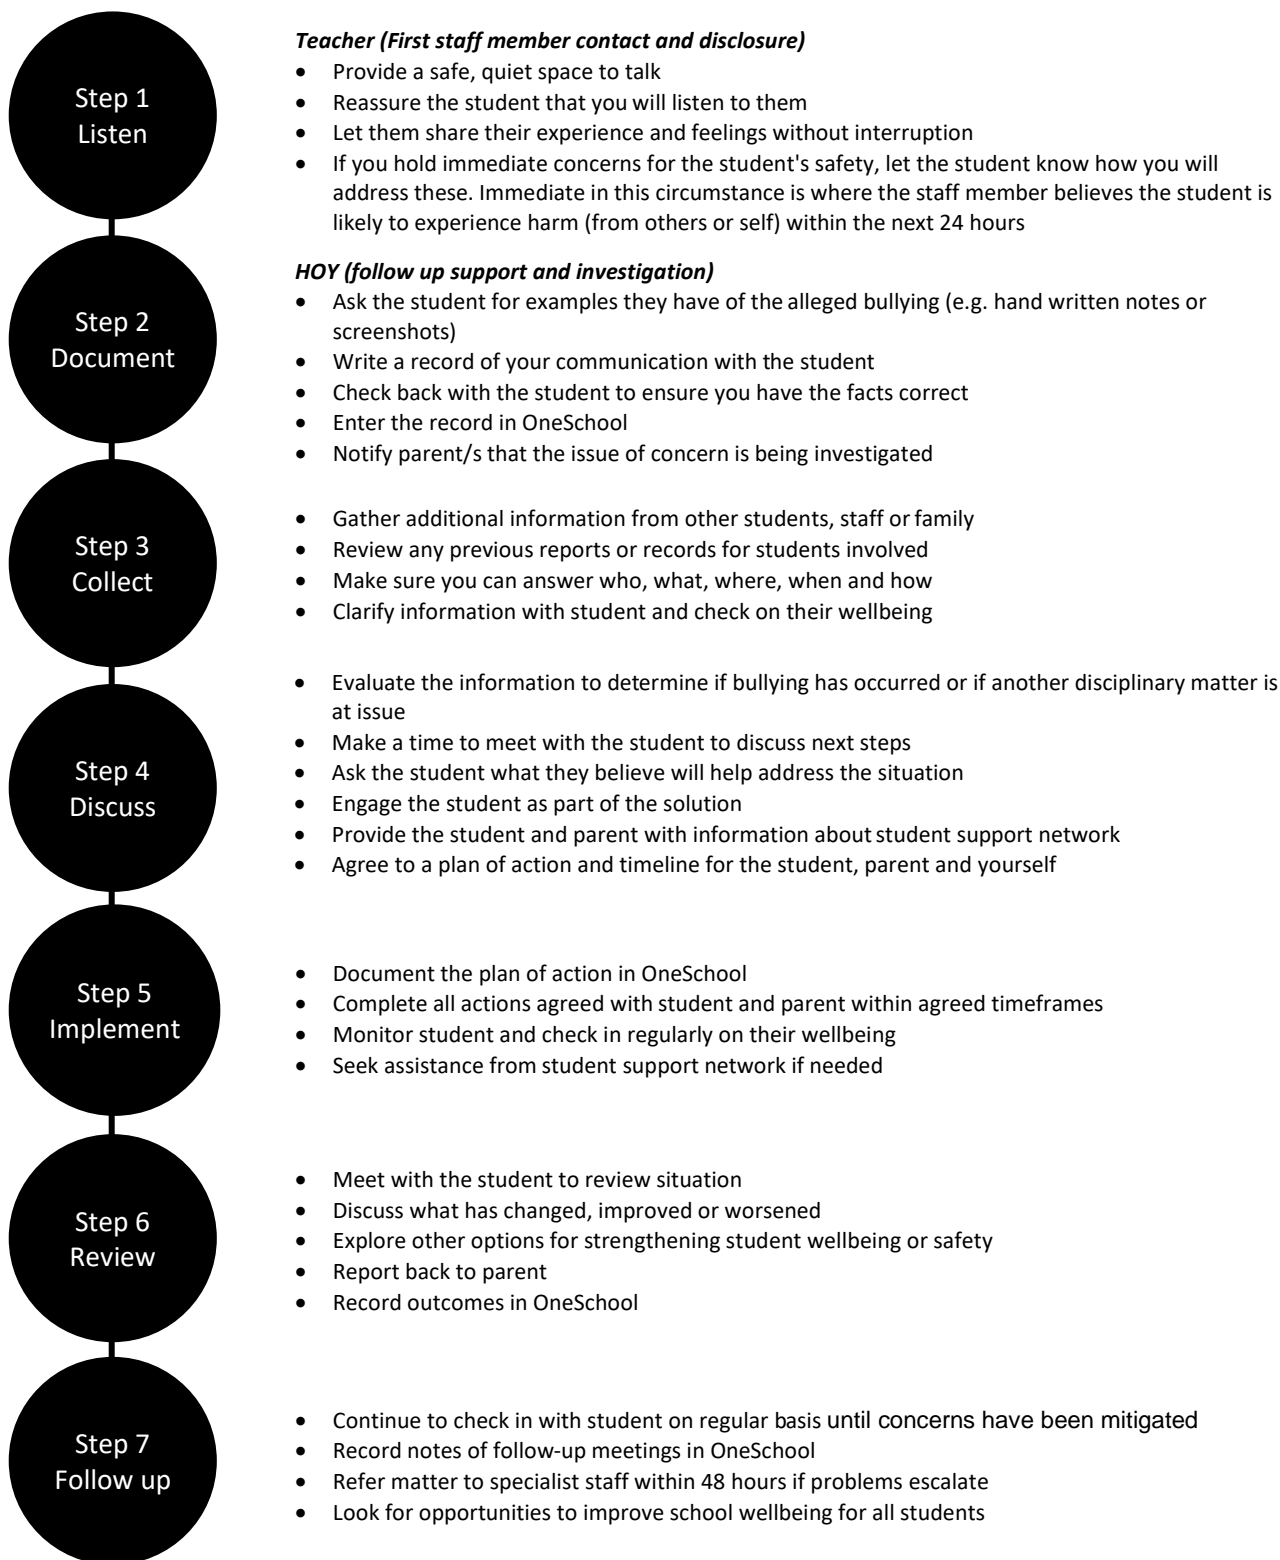 Step 1
Listen
Teacher (First staff member contact and disclosure)
• Provide a safe, quiet space to talk
• Reassure the student that you will listen to them
• Let them share their experience and feelings without interruption
• If you hold immediate concerns for the student's safety, let the student know how you will
address these. Immediate in this circumstance is where the staff member believes the student is
likely to experience harm (from others or self) within the next 24 hours
Step 2
Document
HOY (follow up support and investigation)
• Ask the student for examples they have of the alleged bullying (e.g. hand written notes or
screenshots)
• Write a record of your communication with the student
• Check back with the student to ensure you have the facts correct
• Enter the record in OneSchool
• Notify parent/s that the issue of concern is being investigated
Step 3
Collect
• Gather additional information from other students, staff or family
• Review any previous reports or records for students involved
• Make sure you can answer who, what, where, when and how
• Clarify information with student and check on their wellbeing
Step 4
Discuss
• Evaluate the information to determine if bullying has occurred or if another disciplinary matter is
at issue
• Make a time to meet with the student to discuss next steps
• Ask the student what they believe will help address the situation
• Engage the student as part of the solution
• Provide the student and parent with information about student support network
• Agree to a plan of action and timeline for the student, parent and yourself
Step 5
Implement
• Document the plan of action in OneSchool
• Complete all actions agreed with student and parent within agreed timeframes
• Monitor student and check in regularly on their wellbeing
• Seek assistance from student support network if needed
Step 6
Review
• Meet with the student to review situation
• Discuss what has changed, improved or worsened
• Explore other options for strengthening student wellbeing or safety
• Report back to parent
• Record outcomes in OneSchool
Step 7
Follow up
• Continue to check in with student on regular basis until concerns have been mitigated
• Record notes of follow-up meetings in OneSchool
• Refer matter to specialist staff within 48 hours if problems escalate
• Look for opportunities to improve school wellbeing for all students